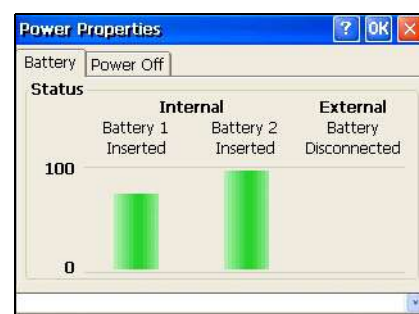 Power Properties ? OK ×
Battery Power Off
Status
Internal External
Battery 1 Battery 2 Battery
Inserted Inserted Disconnected
100
0